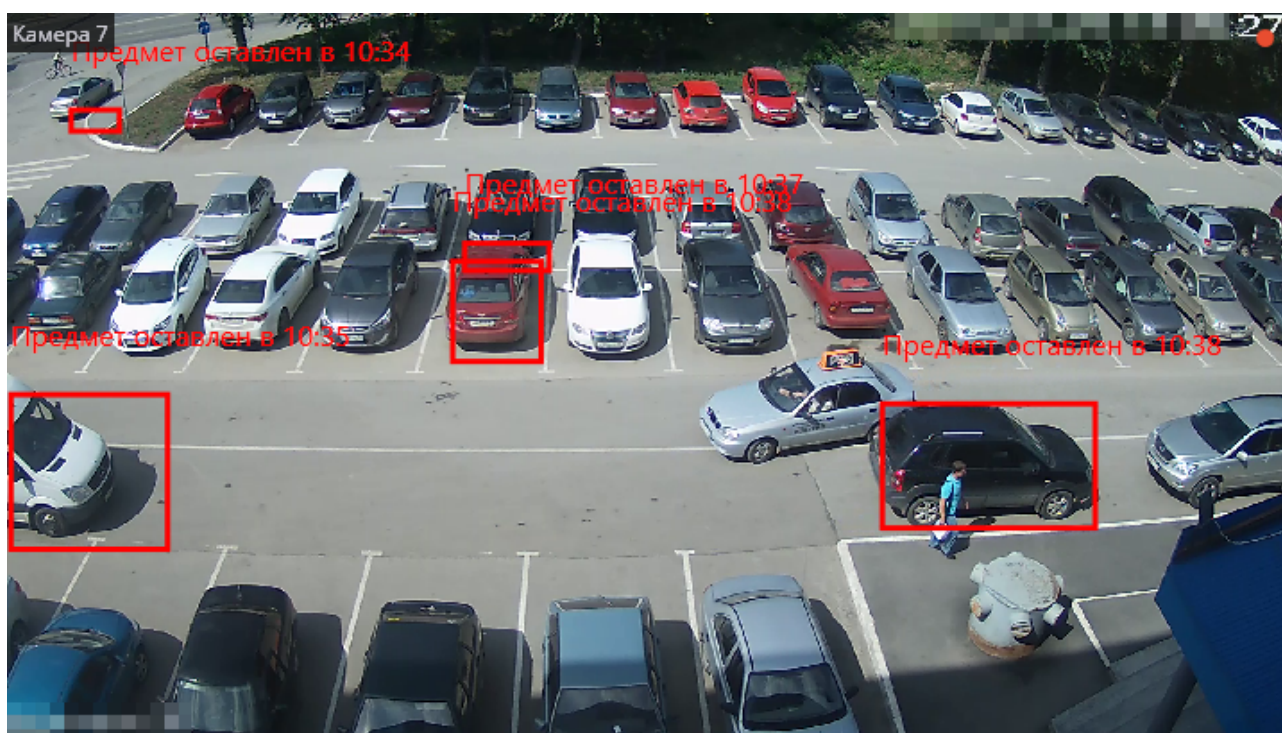 Камера 7
27
Предмет оставлен в 10:34
Предмет оставлен в 10:37
Предмет оставлен в 10:38
Предмет оставлен в 10:35
Предмет оставлен в 10:38